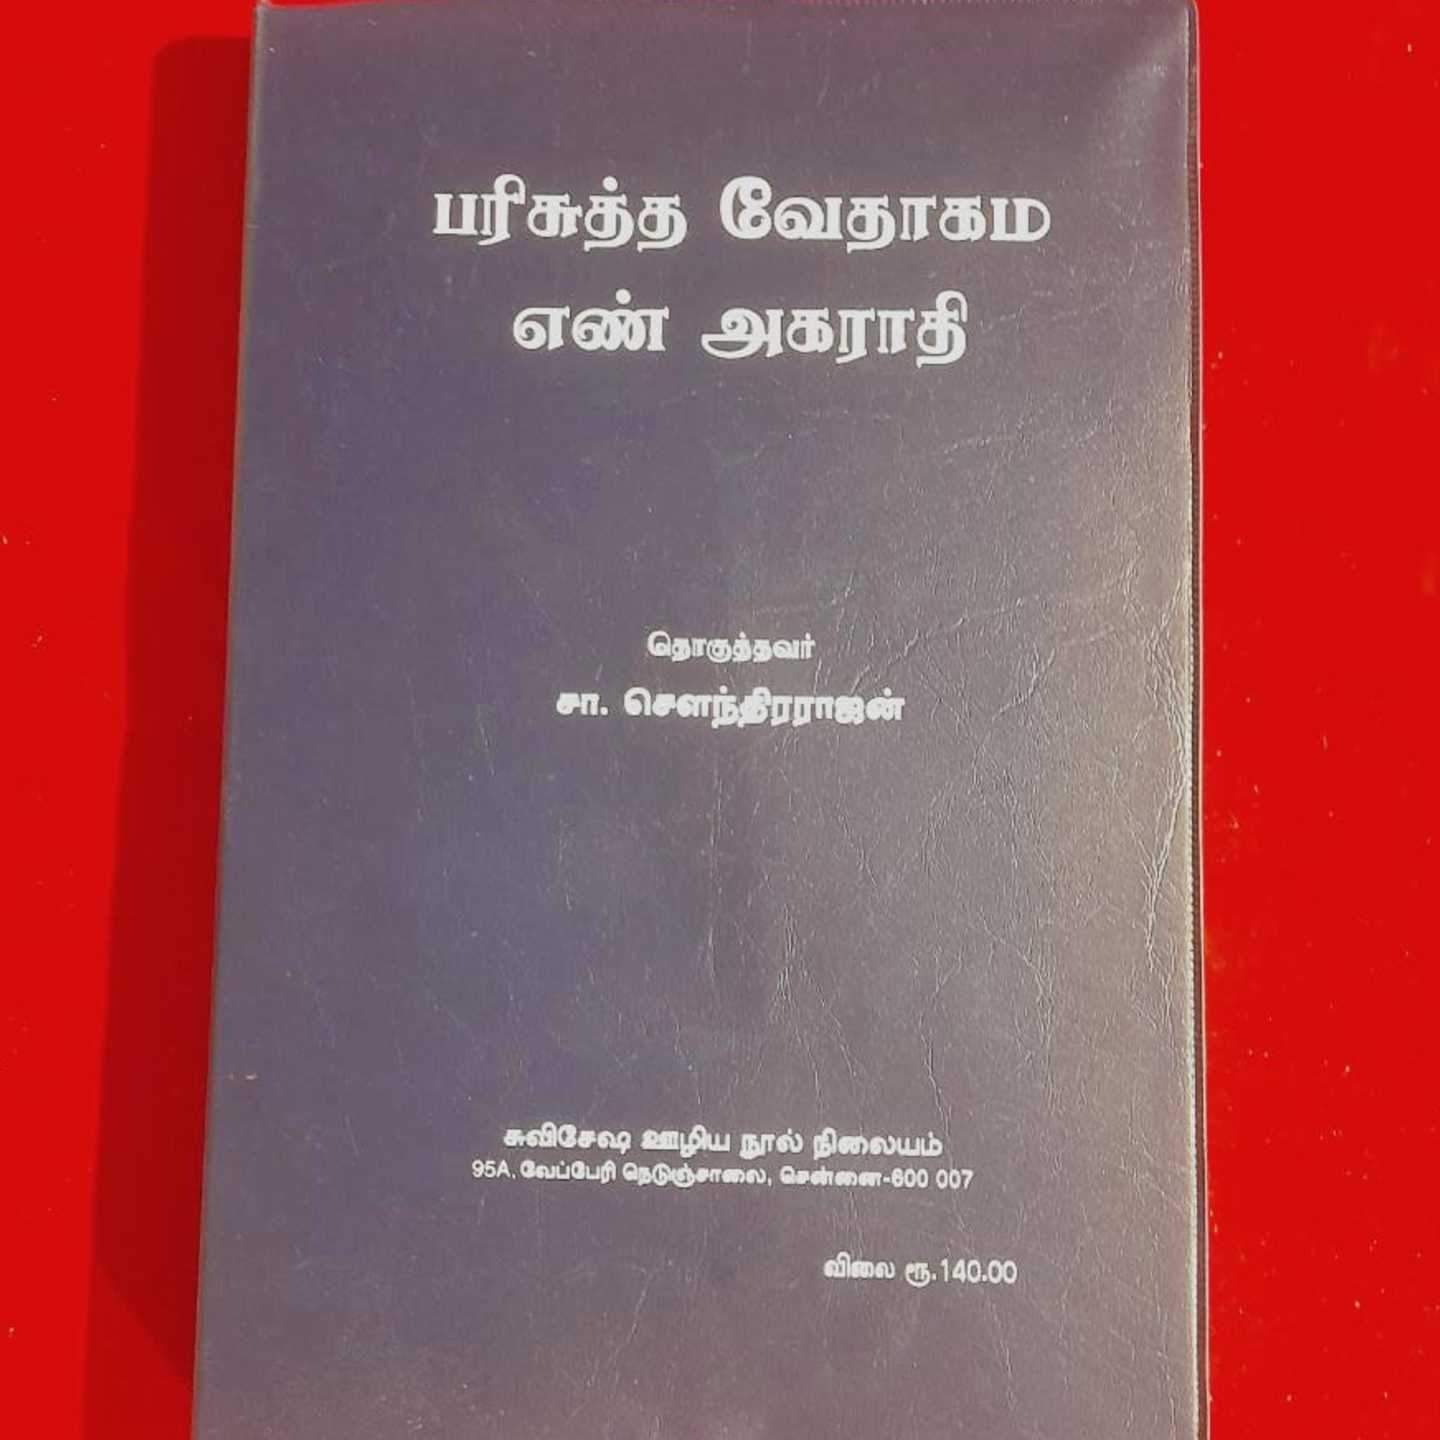 பரிசுத்த வேதாகம
எண் அகராதி
தொகுத்தவர்
சா. சௌந்திரராஜன்
சுவிசேஷ ஊழிய நூல் நிலையம்
95A, வேப்பேரி நெடுஞ்சாலை, சென்னை-600 007
விலை ரூ.140.00